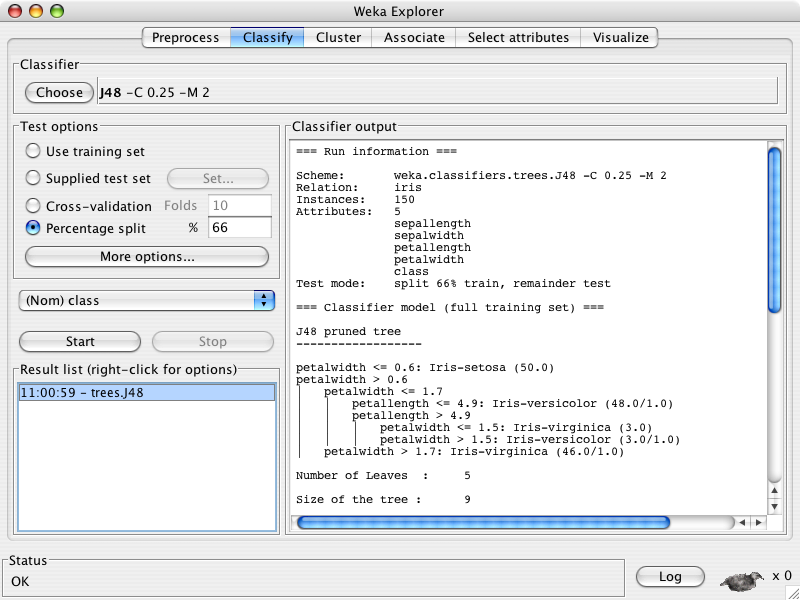 Weka Explorer
Preprocess Classify Cluster Associate Select attributes Visualize
Classifier
Choose J48 -C 0.25 -M 2
Test options
Use training set
Supplied test set Set...
Cross-validation Folds 10
Percentage split % 66
More options...
(Nom) class
Start Stop
Result list (right-click for options)
11:00:59 - trees.J48
Classifier output
=== Run information ===
Scheme: weka.classifiers.trees.J48 -C 0.25 -M 2
Relation: iris
Instances: 150
Attributes: 5
sepallength
sepalwidth
petallength
petalwidth
class
Test mode: split 66% train, remainder test
=== Classifier model (full training set) ===
J48 pruned tree
------------------
petalwidth <= 0.6: Iris-setosa (50.0)
petalwidth > 0.6
| petalwidth <= 1.7
| | petallength <= 4.9: Iris-versicolor (48.0/1.0)
| | petallength > 4.9
| | | petalwidth <= 1.5: Iris-virginica (3.0)
| | | petalwidth > 1.5: Iris-versicolor (3.0/1.0)
| petalwidth > 1.7: Iris-virginica (46.0/1.0)
Number of Leaves : 5
Size of the tree : 9
Status
OK
Log x 0